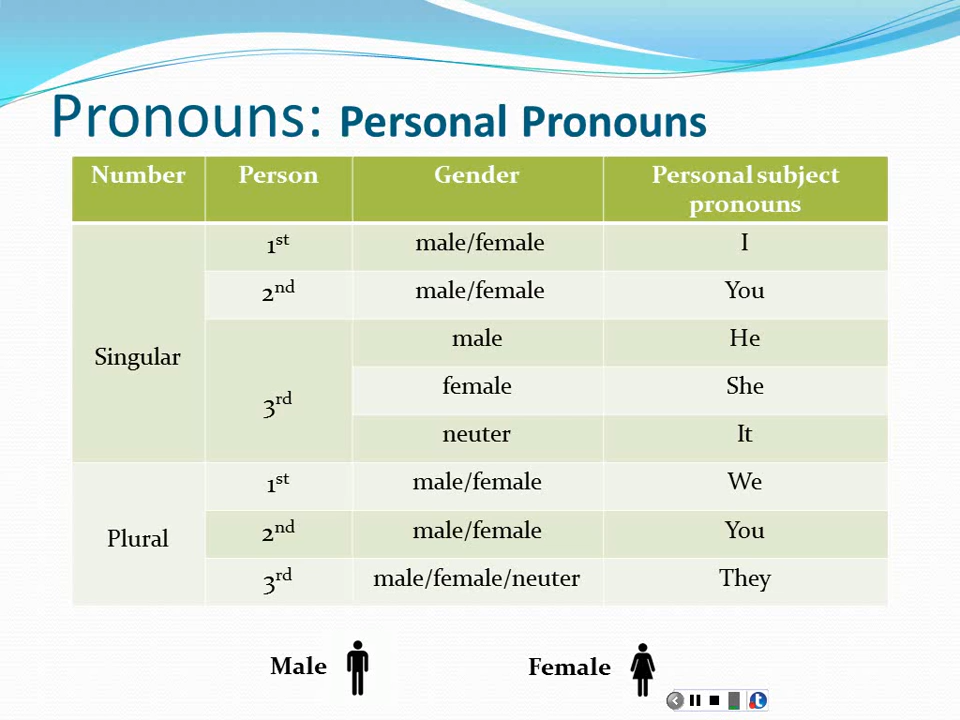 Pronouns: Personal Pronouns
Number Person Gender Personal subject pronouns
Singular 1st male/female I
2nd male/female You
3rd male He
female She
neuter It
Plural 1st male/female We
2nd male/female You
3rd male/female/neuter They
Male Female